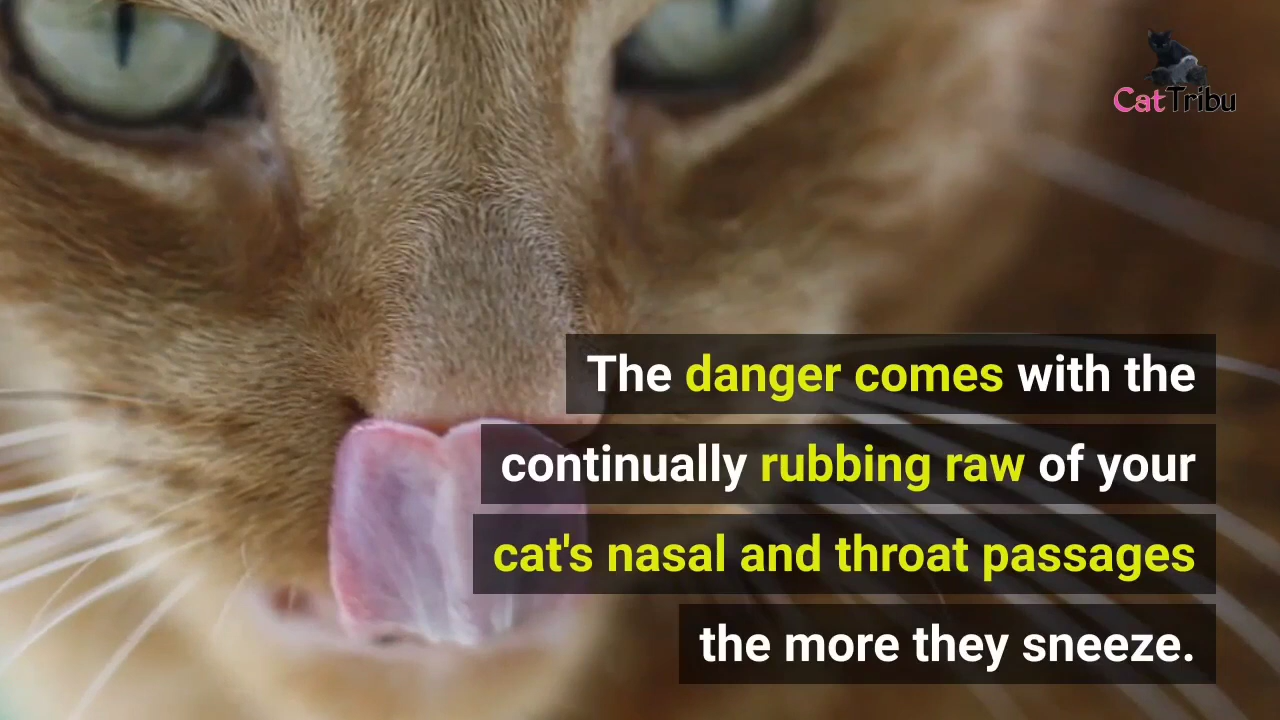 CatTribu
The danger comes with the
continually rubbing raw of your
cat's nasal and throat passages
the more they sneeze.